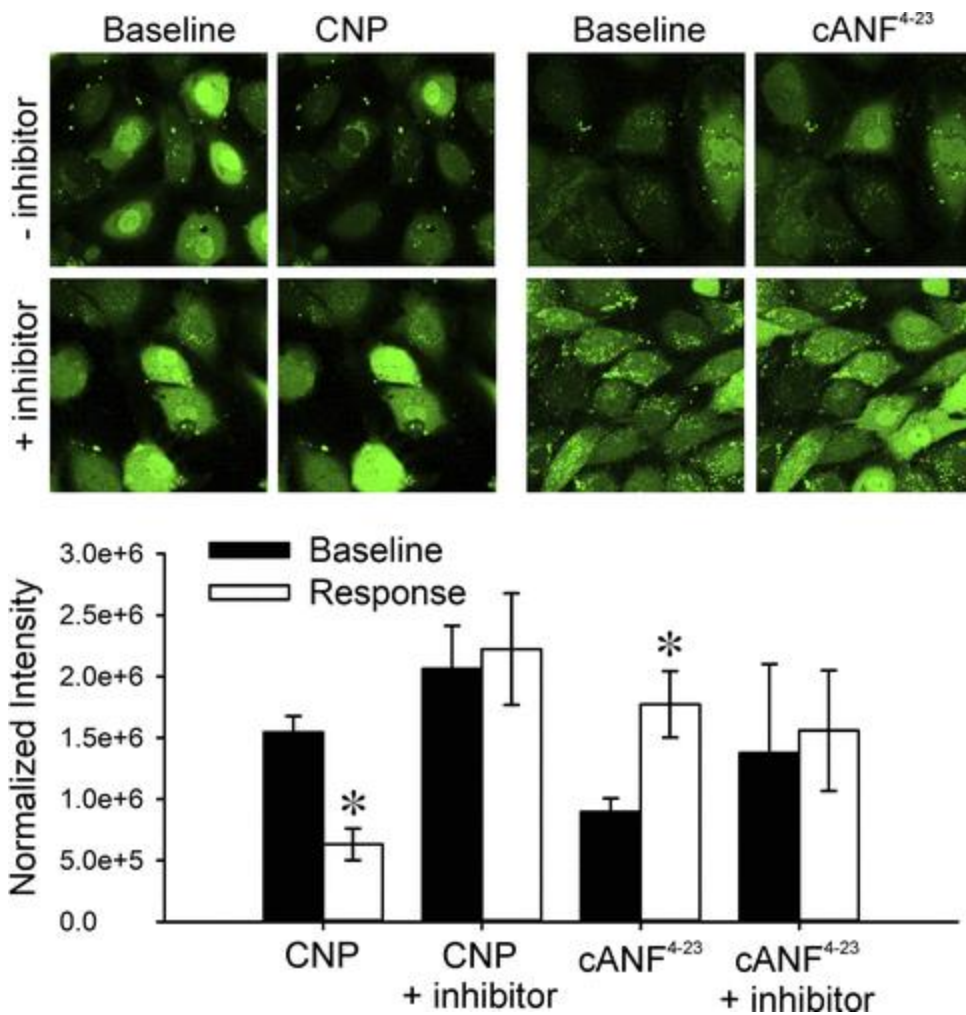 Baseline CNP Baseline cANF⁴⁻²³
- inhibitor
+ inhibitor
Normalized Intensity
3.0e+6
2.5e+6
2.0e+6
1.5e+6
1.0e+6
5.0e+5
0.0
Baseline
Response
*
*
CNP CNP cANF⁴⁻²³ cANF⁴⁻²³
+ inhibitor + inhibitor